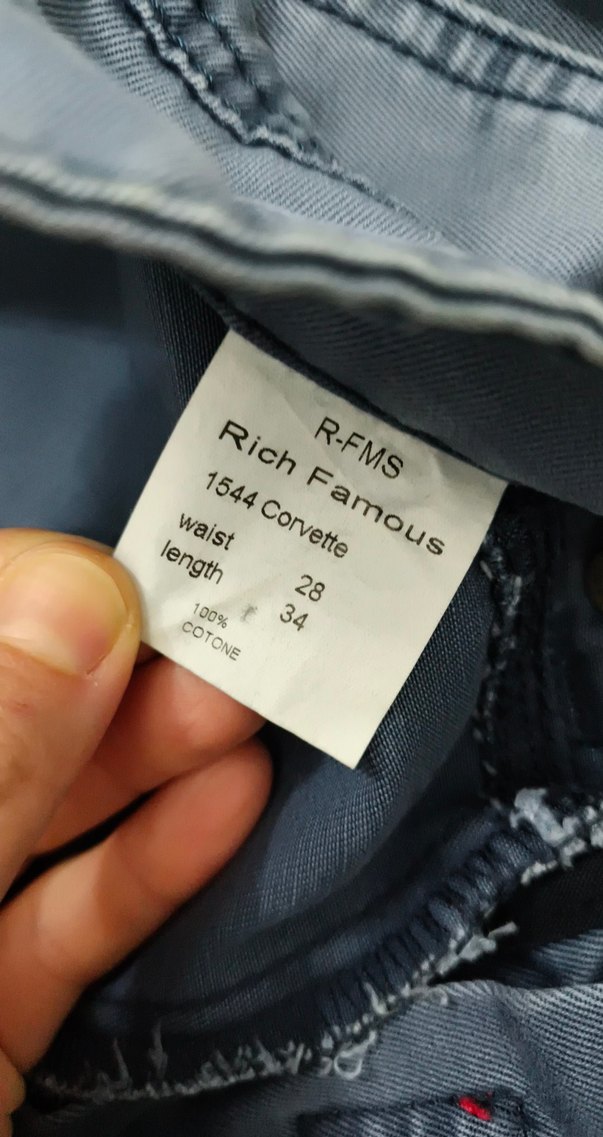 R-FMS
Rich Famous
1544 Corvette
waist 28
length 34
100%
COTONE